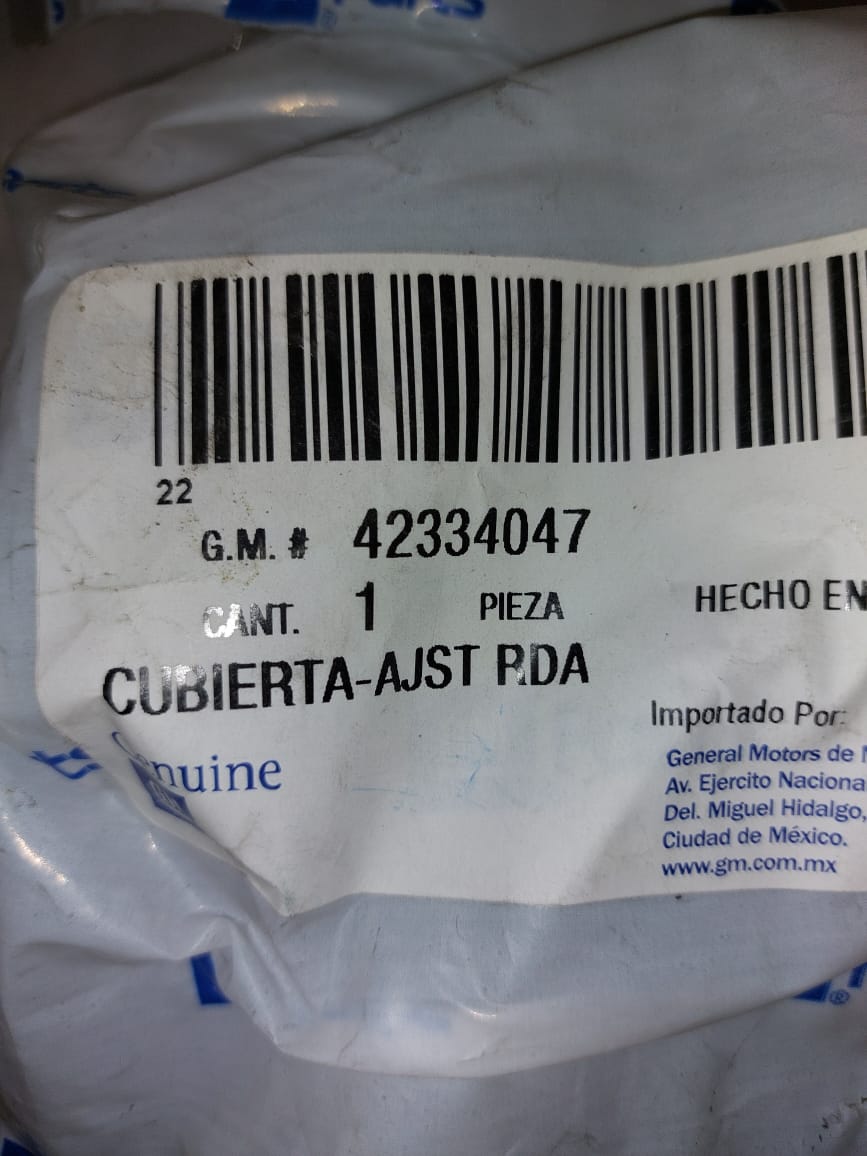 22
G.M. # 42334047
CANT. 1 PIEZA
HECHO EN
CUBIERTA-AJST RDA
Importado Por:
Genuine
General Motors de
Av. Ejercito Naciona
Del. Miguel Hidalgo,
Ciudad de México.
www.gm.com.mx